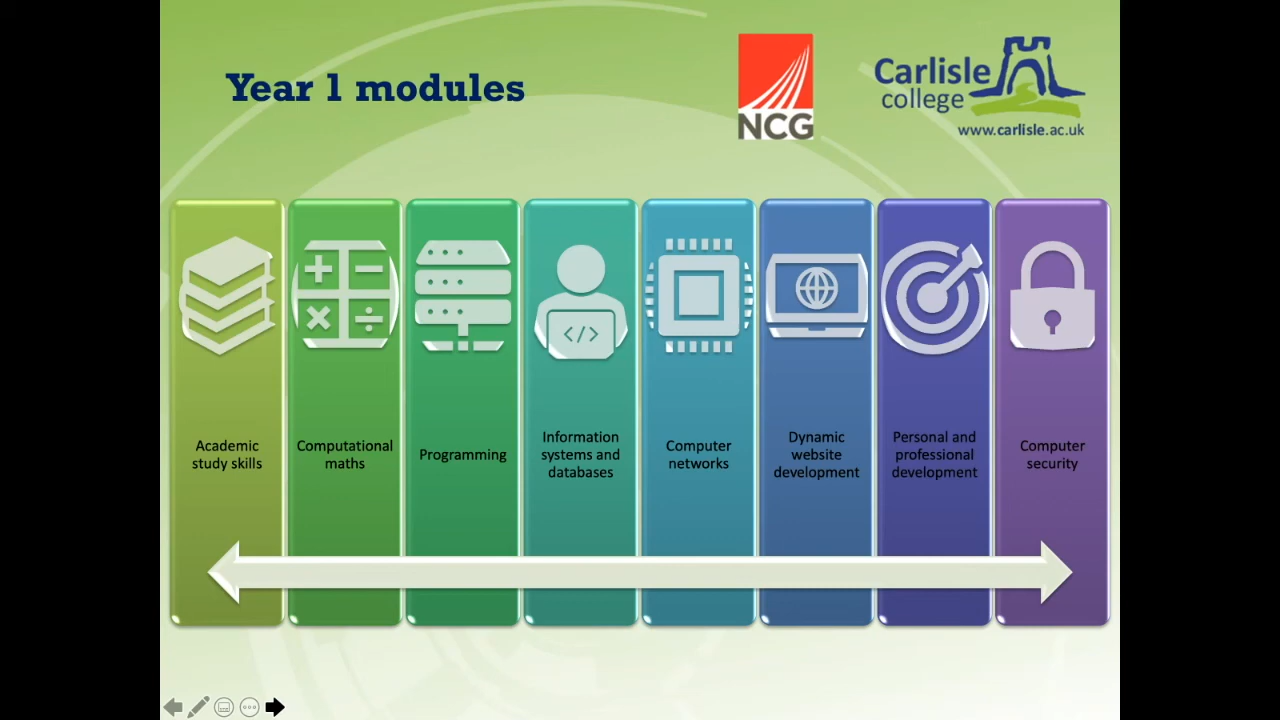 Year 1 modules
NCG
Carlisle
college
www.carlisle.ac.uk
Academic
study skills
Computational
maths
Programming
Information
systems and
databases
Computer
networks
Dynamic
website
development
Personal and
professional
development
Computer
security